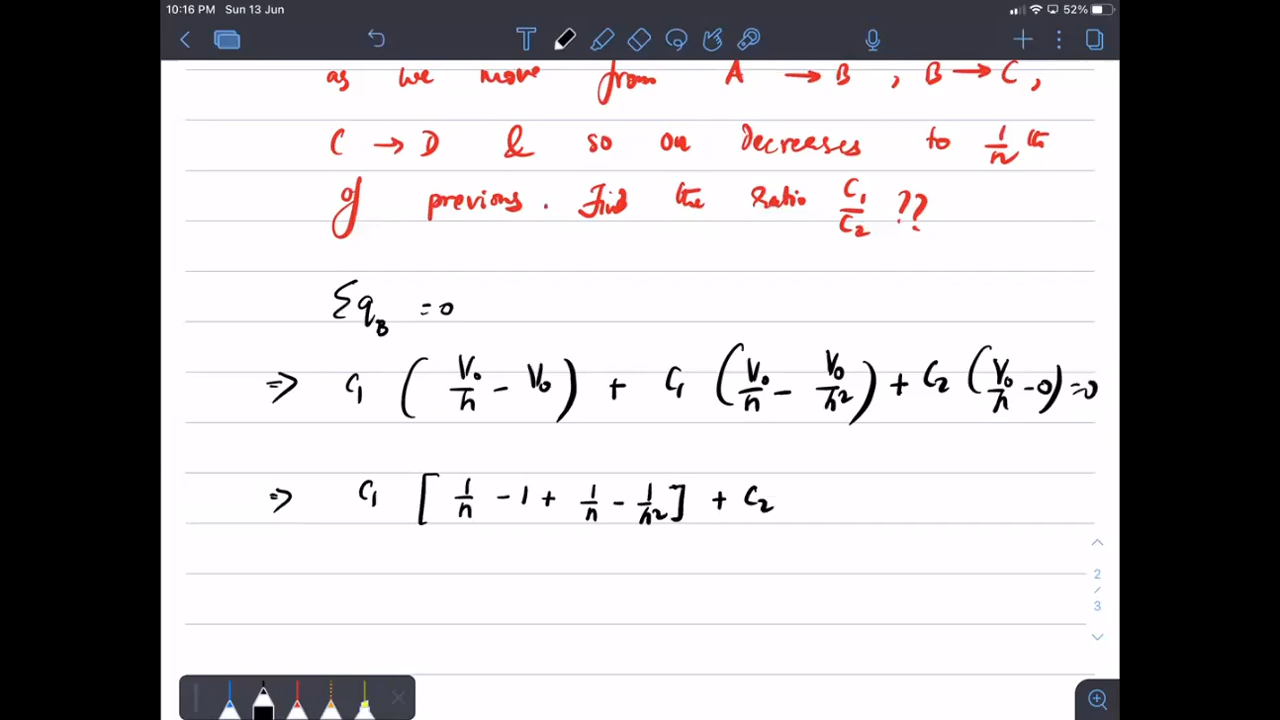 10:16 PM Sun 13 Jun 52%
as we move from A → B , B → C ,
C → D & so on decreases to 1/n th
of previous . Find the Ratio C₁/C₂ ??
Σq_B = 0
⇒ C₁ ( V₀/n - V₀ ) + C₁ ( V₀/n - V₀/n² ) + C₂ ( V₀/n - 0 ) = 0
⇒ C₁ [ 1/n - 1 + 1/n - 1/n² ] + C₂
2
/
3